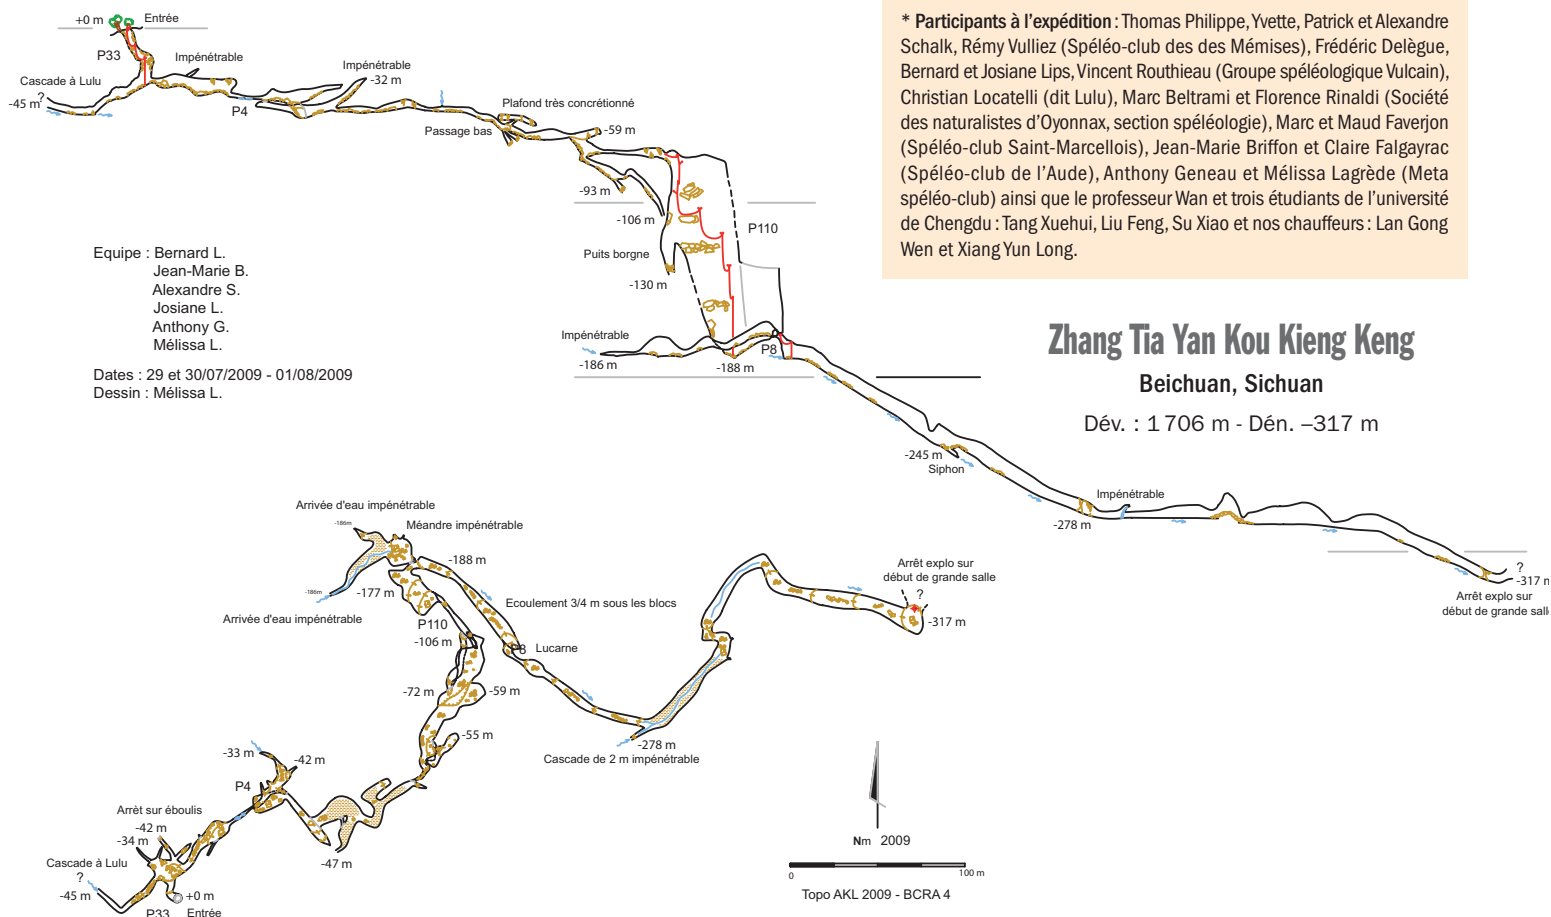 +0 m
Entrée
P33
Impénétrable
Impénétrable
-32 m
Cascade à Lulu
?
-45 m
P4
Plafond très concrétionné
Passage bas
-59 m
-93 m
-106 m
P110
Puits borgne
-130 m
Impénétrable
P8
-186 m
-188 m
-245 m
Siphon
Impénétrable
-278 m
?
-317 m
Arrêt explo sur
début de grande salle
* Participants à l'expédition : Thomas Philippe, Yvette, Patrick et Alexandre
Schalk, Rémy Vulliez (Spéléo-club des des Mémises), Frédéric Delègue,
Bernard et Josiane Lips, Vincent Routhieau (Groupe spéléologique Vulcain),
Christian Locatelli (dit Lulu), Marc Beltrami et Florence Rinaldi (Société
des naturalistes d'Oyonnax, section spéléologie), Marc et Maud Faverjon
(Spéléo-club Saint-Marcellois), Jean-Marie Briffon et Claire Falgayrac
(Spéléo-club de l'Aude), Anthony Geneau et Mélissa Lagrède (Meta
spéléo-club) ainsi que le professeur Wan et trois étudiants de l'université
de Chengdu : Tang Xuehui, Liu Feng, Su Xiao et nos chauffeurs : Lan Gong
Wen et Xiang Yun Long.
Equipe : Bernard L.
Jean-Marie B.
Alexandre S.
Josiane L.
Anthony G.
Mélissa L.
Dates : 29 et 30/07/2009 - 01/08/2009
Dessin : Mélissa L.
Zhang Tia Yan Kou Kieng Keng
Beichuan, Sichuan
Dév. : 1 706 m - Dén. –317 m
Arrivée d'eau impénétrable
-186m
Méandre impénétrable
-188 m
-186m
-177 m
Arrivée d'eau impénétrable
Ecoulement 3/4 m sous les blocs
P110
-106 m
P8
Lucarne
-72 m
-59 m
-55 m
-278 m
Cascade de 2 m impénétrable
Arrêt explo sur
début de grande salle
?
-317 m
-33 m
-42 m
P4
Arrèt sur éboulis
-42 m
-34 m
-47 m
Cascade à Lulu
?
-45 m
+0 m
P33
Entrée
Nm 2009
0
100 m
Topo AKL 2009 - BCRA 4